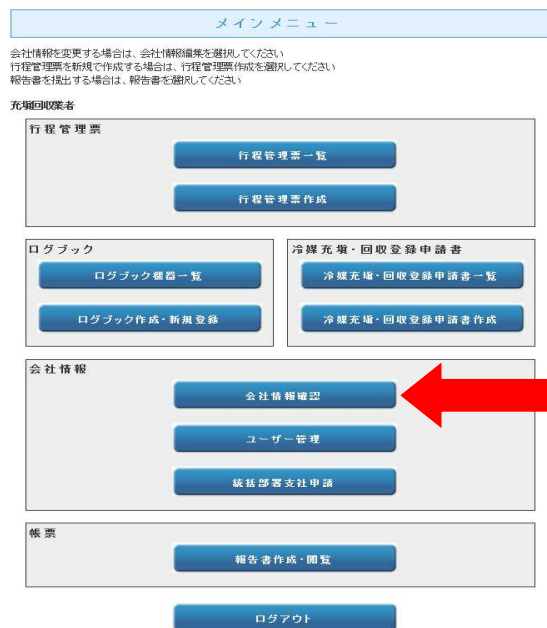 メインメニュー
会社情報を変更する場合は、会社情報編集を選択してください
行程管理票を新規で作成する場合は、行程管理票作成を選択してください
報告書を提出する場合は、報告書を選択してください
充填回収業者
行程管理票
行程管理票一覧
行程管理票作成
ログブック
ログブック機器一覧
ログブック作成・新規登録
冷媒充填・回収登録申請書
冷媒充填・回収登録申請書一覧
冷媒充填・回収登録申請書作成
会社情報
会社情報確認
ユーザー管理
統括部署支社申請
帳票
報告書作成・閲覧
ログアウト